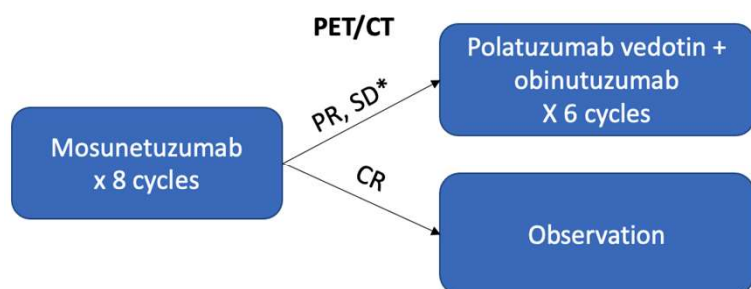 PET/CT
Mosunetuzumab
x 8 cycles
PR, SD*
CR
Polatuzumab vedotin +
obinutuzumab
X 6 cycles
Observation